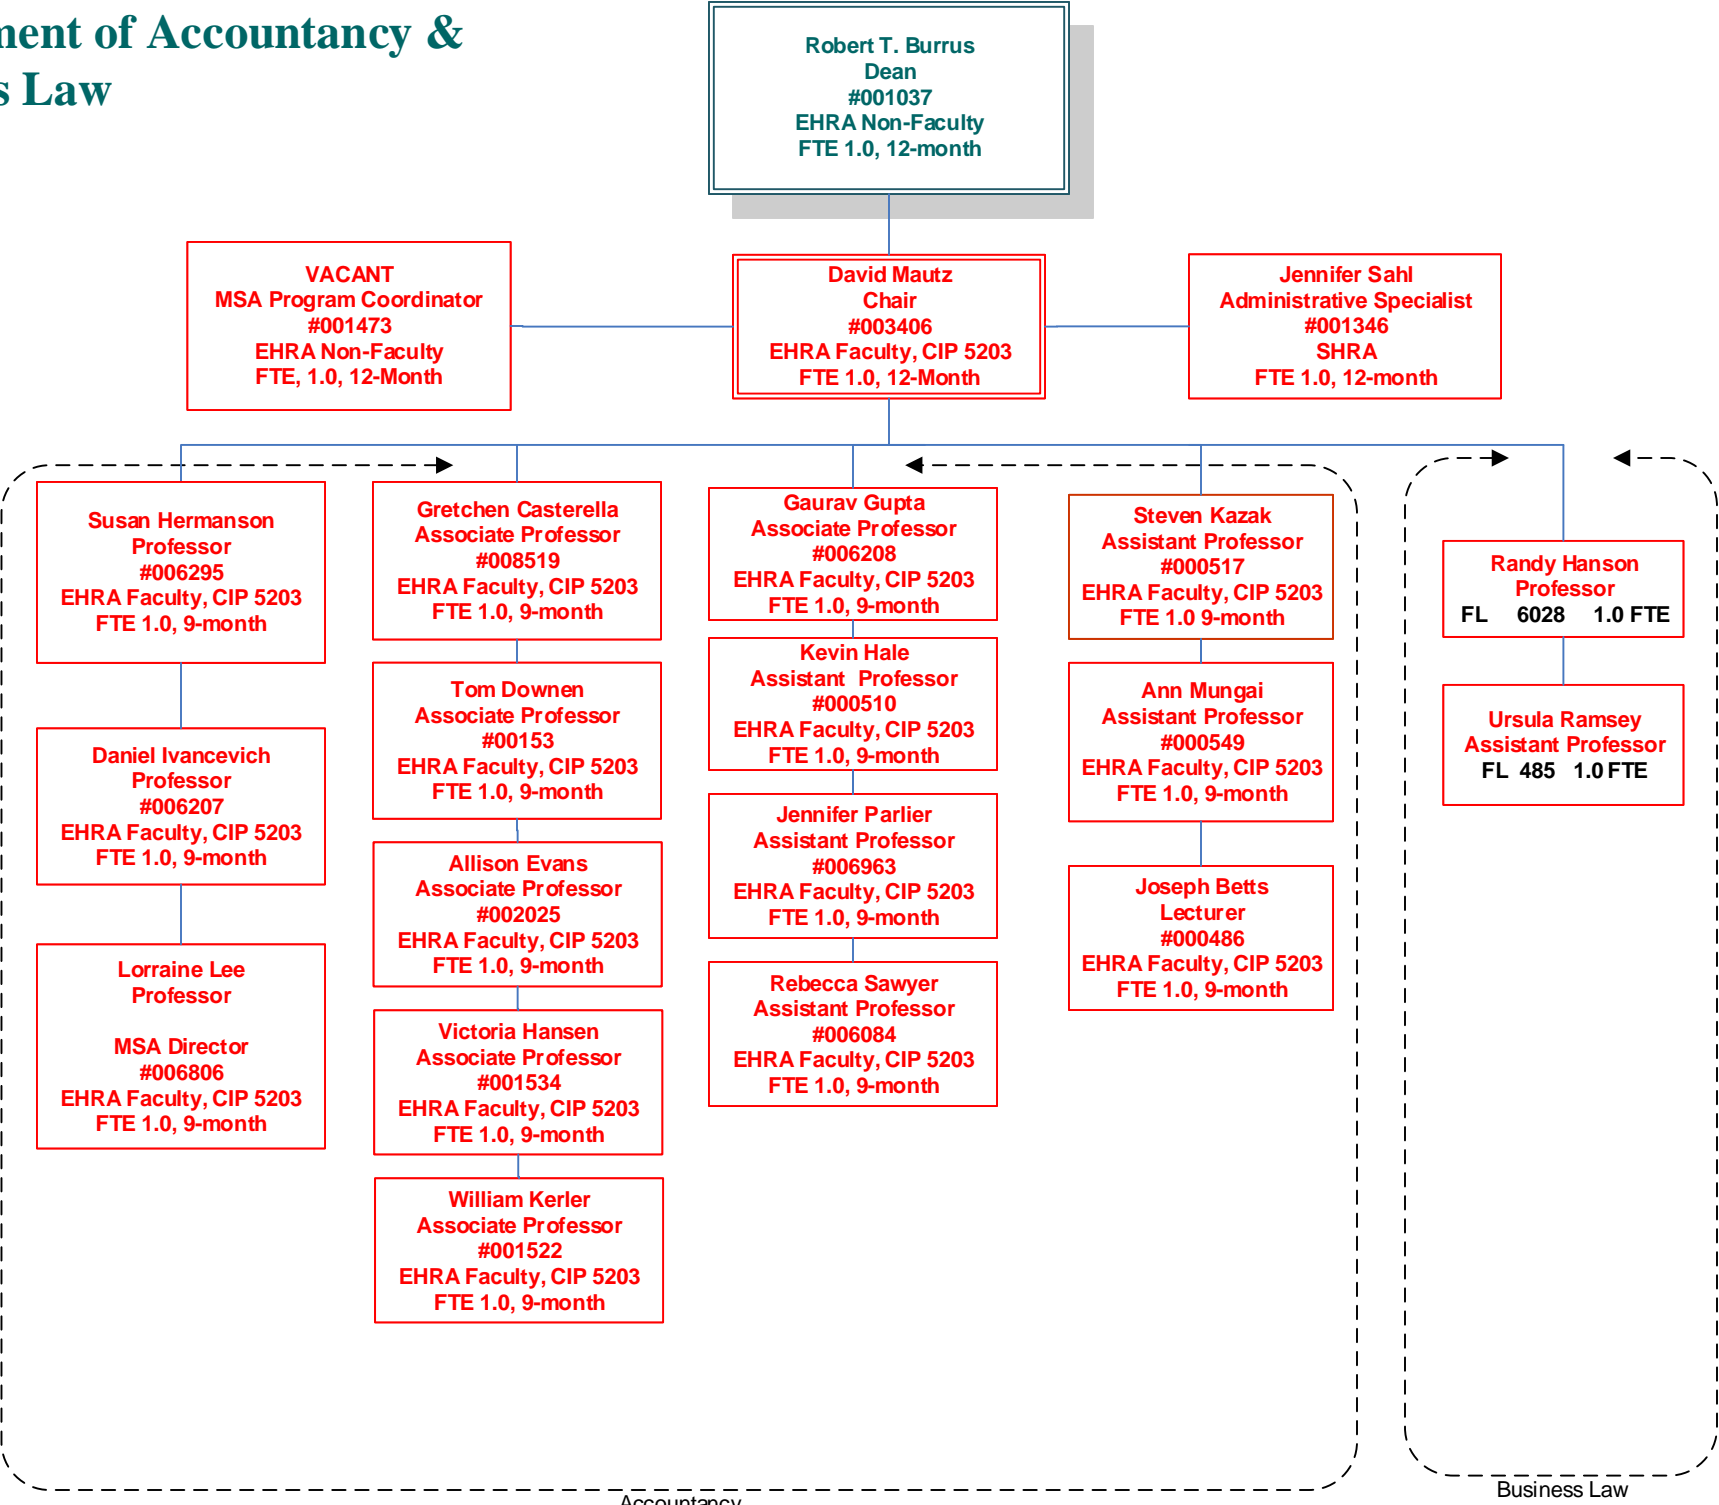 ment of Accountancy &
s Law
Robert T. Burrus
Dean
#001037
EHRA Non-Faculty
FTE 1.0, 12-month
VACANT
MSA Program Coordinator
#001473
EHRA Non-Faculty
FTE, 1.0, 12-Month
David Mautz
Chair
#003406
EHRA Faculty, CIP 5203
FTE 1.0, 12-Month
Jennifer Sahl
Administrative Specialist
#001346
SHRA
FTE 1.0, 12-month
Susan Hermanson
Professor
#006295
EHRA Faculty, CIP 5203
FTE 1.0, 9-month
Daniel Ivancevich
Professor
#006207
EHRA Faculty, CIP 5203
FTE 1.0, 9-month
Lorraine Lee
Professor
MSA Director
#006806
EHRA Faculty, CIP 5203
FTE 1.0, 9-month
Gretchen Casterella
Associate Professor
#008519
EHRA Faculty, CIP 5203
FTE 1.0, 9-month
Tom Downen
Associate Professor
#00153
EHRA Faculty, CIP 5203
FTE 1.0, 9-month
Allison Evans
Associate Professor
#002025
EHRA Faculty, CIP 5203
FTE 1.0, 9-month
Victoria Hansen
Associate Professor
#001534
EHRA Faculty, CIP 5203
FTE 1.0, 9-month
William Kerler
Associate Professor
#001522
EHRA Faculty, CIP 5203
FTE 1.0, 9-month
Gaurav Gupta
Associate Professor
#006208
EHRA Faculty, CIP 5203
FTE 1.0, 9-month
Kevin Hale
Assistant Professor
#000510
EHRA Faculty, CIP 5203
FTE 1.0, 9-month
Jennifer Parlier
Assistant Professor
#006963
EHRA Faculty, CIP 5203
FTE 1.0, 9-month
Rebecca Sawyer
Assistant Professor
#006084
EHRA Faculty, CIP 5203
FTE 1.0, 9-month
Steven Kazak
Assistant Professor
#000517
EHRA Faculty, CIP 5203
FTE 1.0 9-month
Ann Mungai
Assistant Professor
#000549
EHRA Faculty, CIP 5203
FTE 1.0, 9-month
Joseph Betts
Lecturer
#000486
EHRA Faculty, CIP 5203
FTE 1.0, 9-month
Randy Hanson
Professor
FL 6028 1.0 FTE
Ursula Ramsey
Assistant Professor
FL 485 1.0 FTE
Accountancy
Business Law